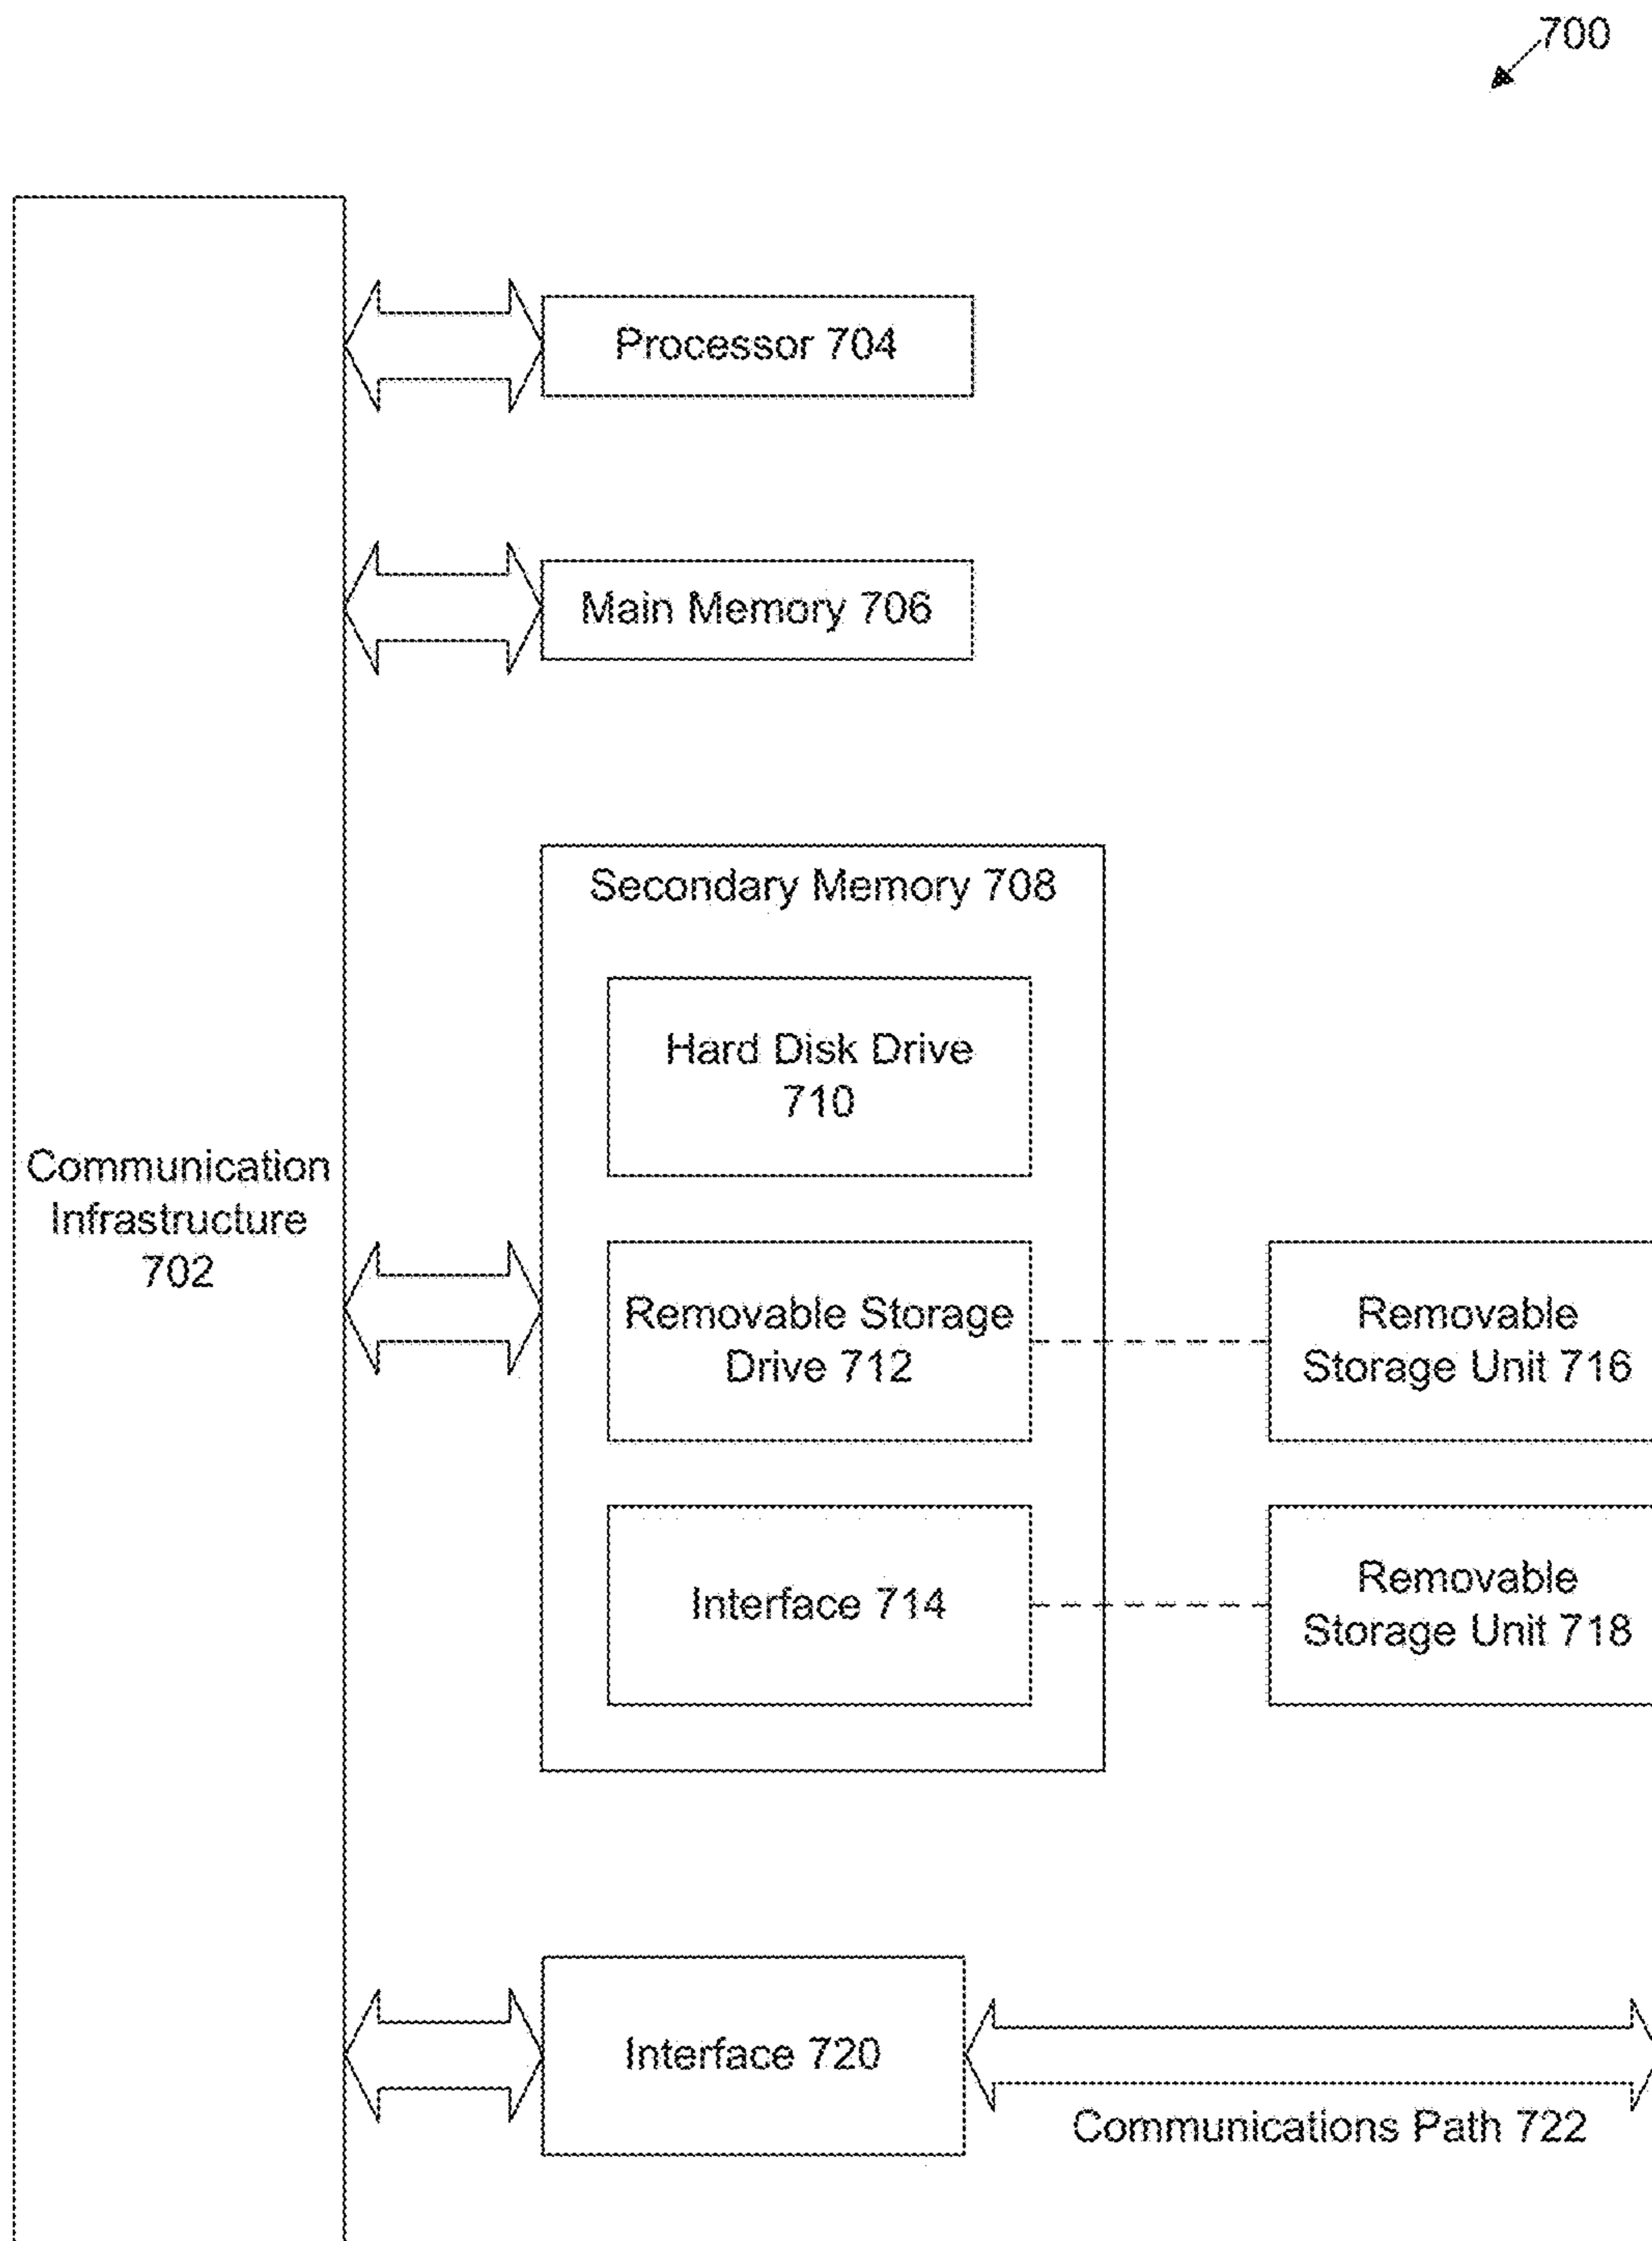 700
Processor 704
Main Memory 706
Secondary Memory 708
Hard Disk Drive
710
Communication
Infrastructure
702
Removable Storage
Drive 712
Removable
Storage Unit 716
Interface 714
Removable
Storage Unit 718
Interface 720
Communications Path 722